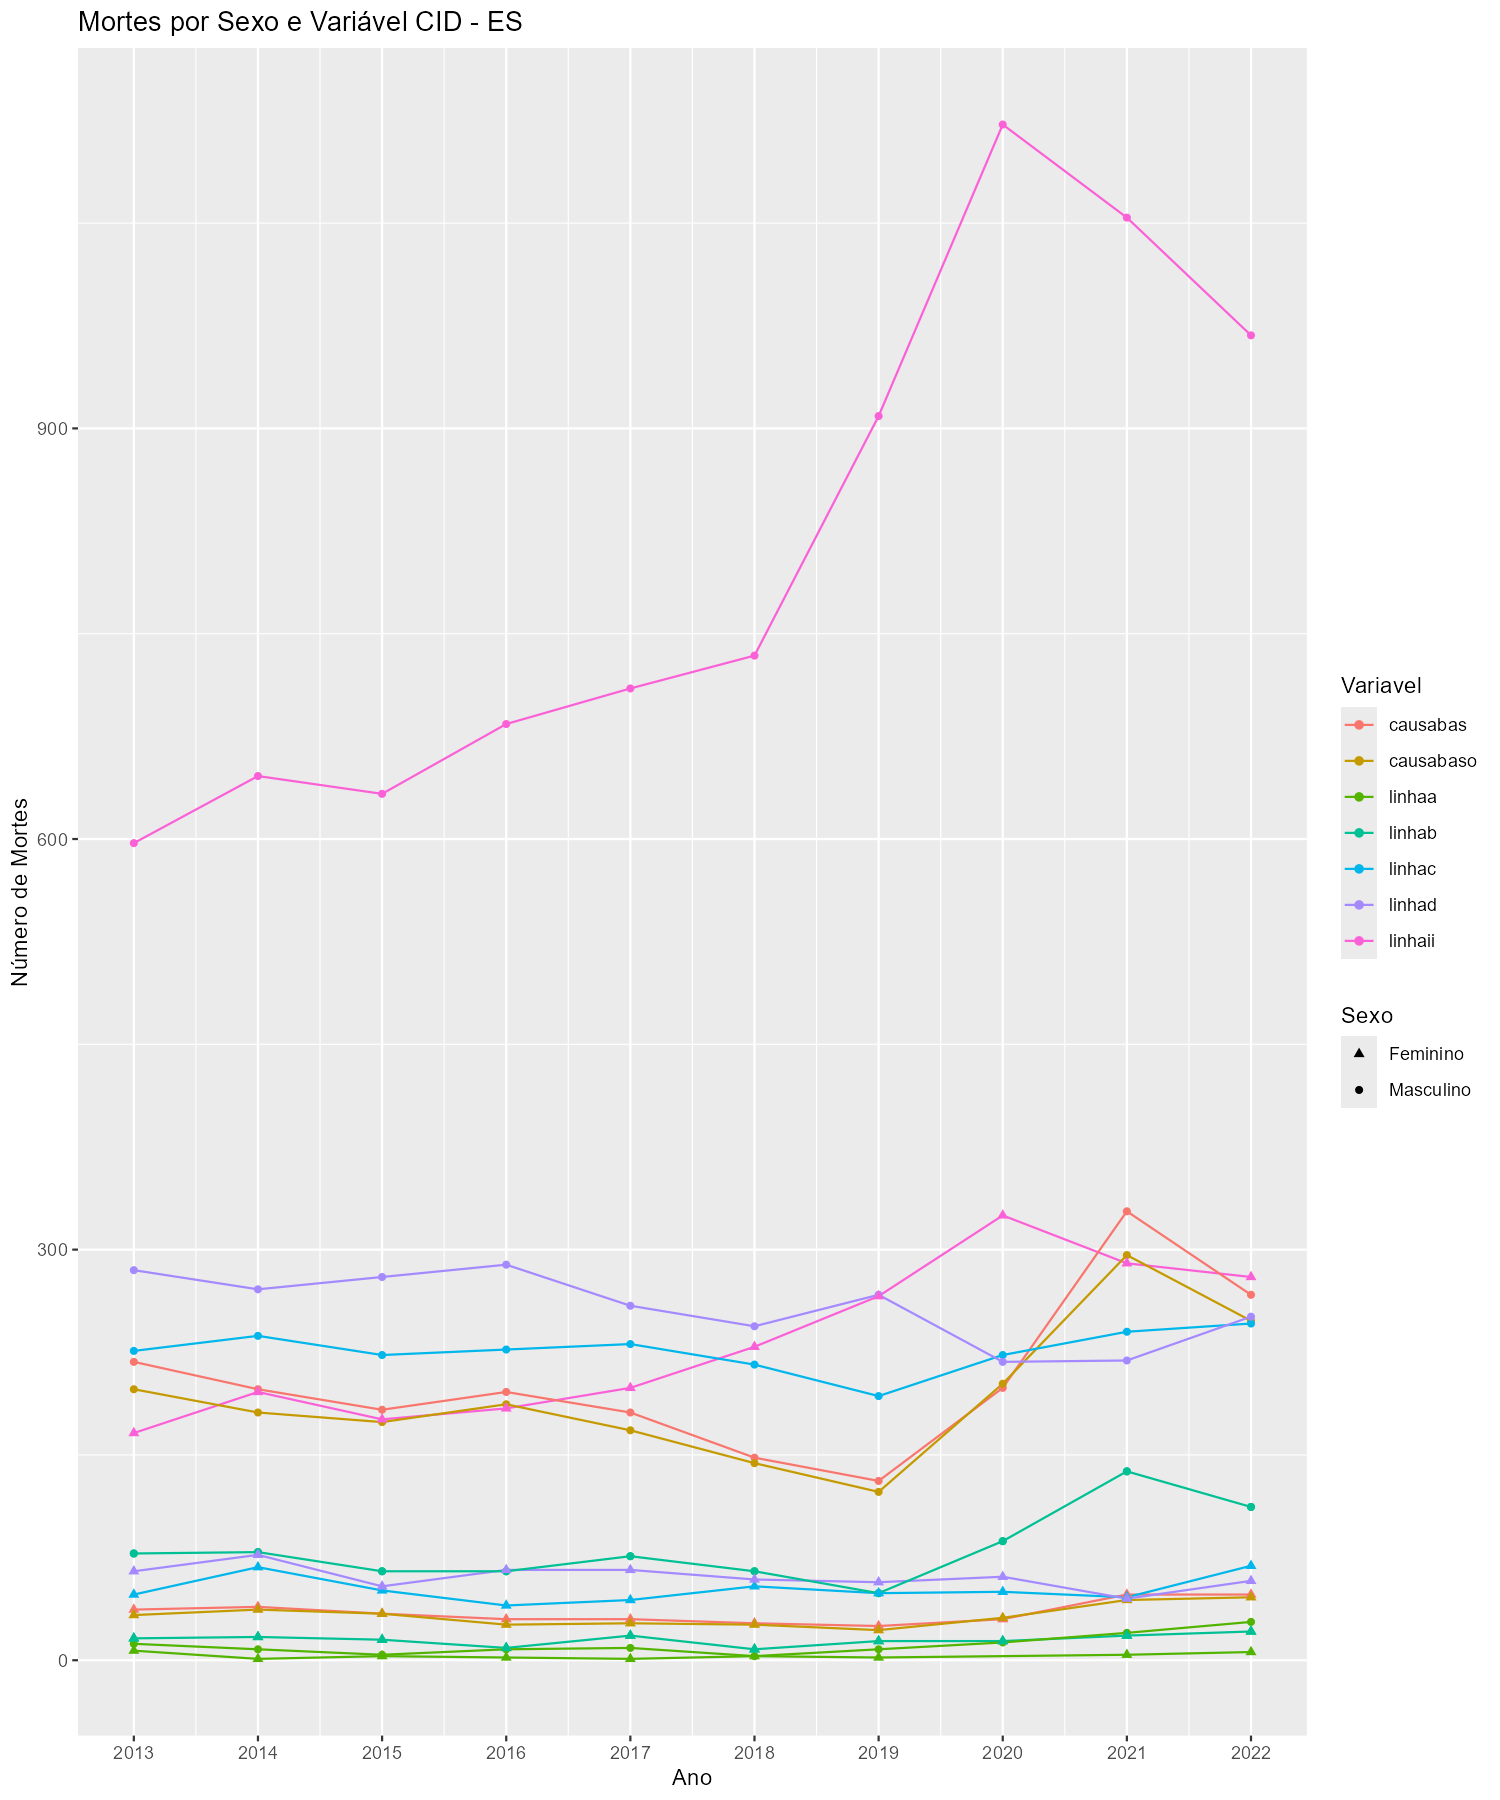 Mortes por Sexo e Variável CID - ES
Número de Mortes
900
600
300
0
2013 2014 2015 2016 2017 2018 2019 2020 2021 2022
Ano
Variavel
causabas
causabaso
linhaa
linhab
linhac
linhad
linhaii
Sexo
Feminino
Masculino